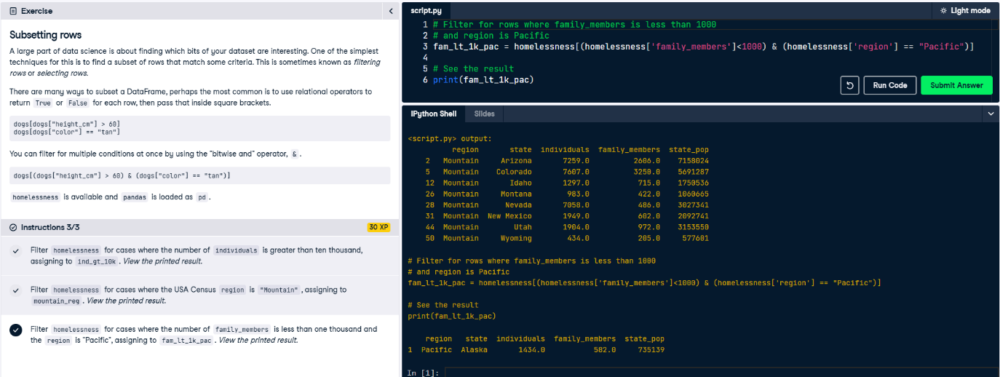 Exercise
Subsetting rows
A large part of data science is about finding which bits of your dataset are interesting. One of the simplest
techniques for this is to find a subset of rows that match some criteria. This is sometimes known as filtering
rows or selecting rows.
There are many ways to subset a DataFrame, perhaps the most common is to use relational operators to
return True or False for each row, then pass that inside square brackets.
dogs[dogs["height_cm"] > 60]
dogs[dogs["color"] == "tan"]
You can filter for multiple conditions at once by using the "bitwise and" operator, & .
dogs[(dogs["height_cm"] > 60) & (dogs["color"] == "tan")]
homelessness is available and pandas is loaded as pd .
Instructions 3/3
30 XP
Filter homelessness for cases where the number of individuals is greater than ten thousand,
assigning to ind_gt_10k . View the printed result.
Filter homelessness for cases where the USA Census region is "Mountain" , assigning to
mountain_reg . View the printed result.
Filter homelessness for cases where the number of family_members is less than one thousand and
the region is "Pacific", assigning to fam_lt_1k_pac . View the printed result.
script.py
Light mode
1 # Filter for rows where family_members is less than 1000
2 # and region is Pacific
3 fam_lt_1k_pac = homelessness[(homelessness['family_members']<1000) & (homelessness['region'] == "Pacific")]
4
5 # See the result
6 print(fam_lt_1k_pac)
Run Code
Submit Answer
IPython Shell
Slides
<script.py> output:
region state individuals family_members state_pop
2 Mountain Arizona 7259.0 2606.0 7158024
5 Mountain Colorado 7607.0 3250.0 5691287
12 Mountain Idaho 1297.0 715.0 1750536
26 Mountain Montana 983.0 422.0 1060665
28 Mountain Nevada 7058.0 486.0 3027341
31 Mountain New Mexico 1949.0 602.0 2092741
44 Mountain Utah 1904.0 972.0 3153550
50 Mountain Wyoming 434.0 205.0 577601
# Filter for rows where family_members is less than 1000
# and region is Pacific
fam_lt_1k_pac = homelessness[(homelessness['family_members']<1000) & (homelessness['region'] == "Pacific")]
# See the result
print(fam_lt_1k_pac)
region state individuals family_members state_pop
1 Pacific Alaska 1434.0 582.0 735139
In [1]: